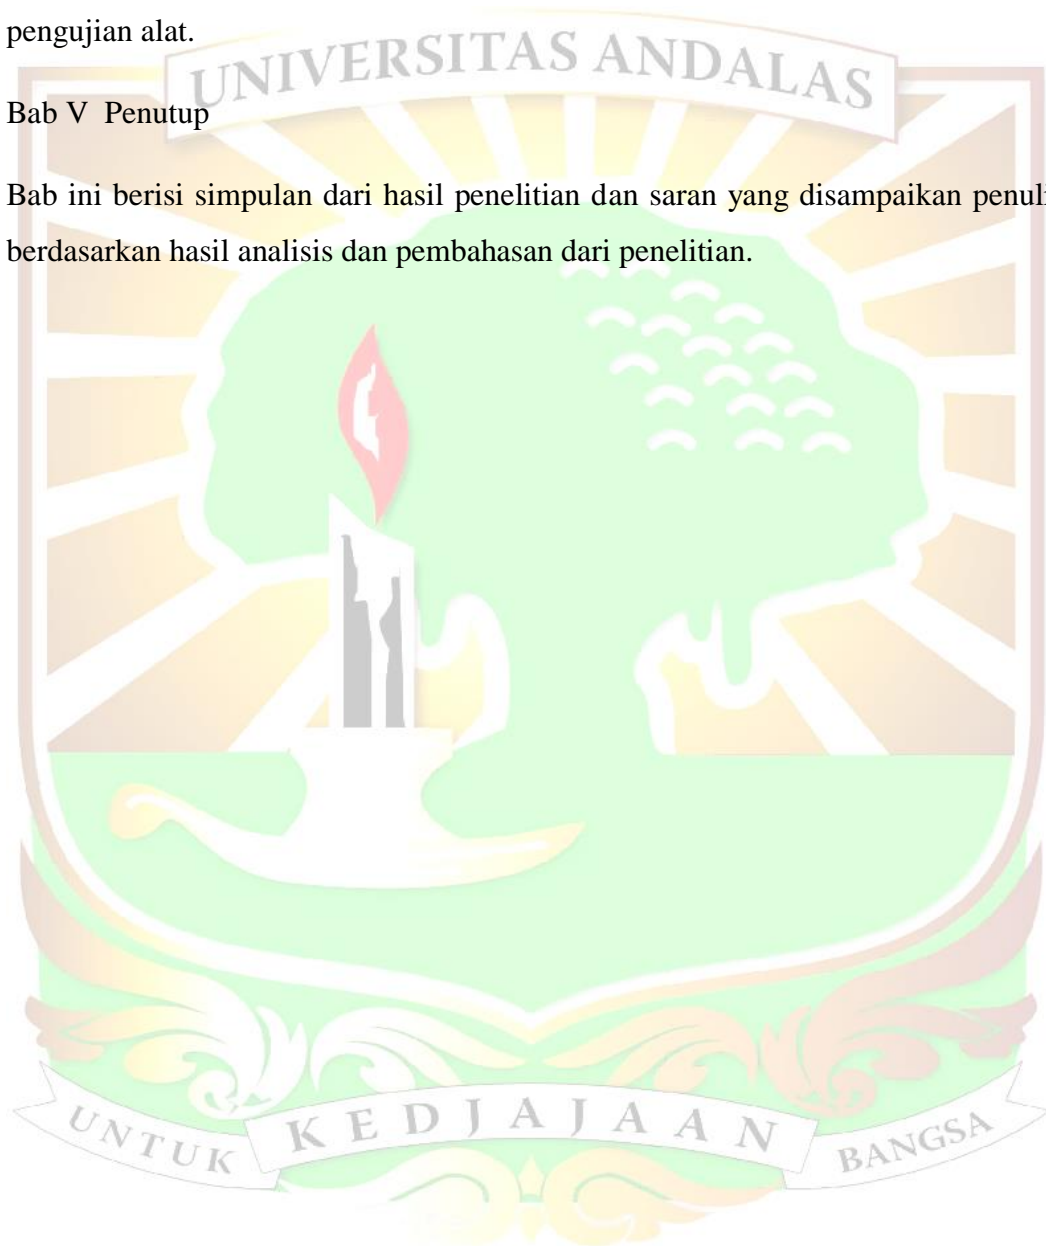 pengujian alat.
UNIVERSITAS ANDALAS
Bab V Penutup
Bab ini berisi simpulan dari hasil penelitian dan saran yang disampaikan penuli
berdasarkan hasil analisis dan pembahasan dari penelitian.
UNTUK KEDJAJAAN BANGSA